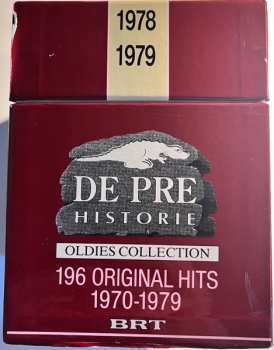 1978
1979
DE PRE
HISTORIE
OLDIES COLLECTION
196 ORIGINAL HITS
1970-1979
BRT